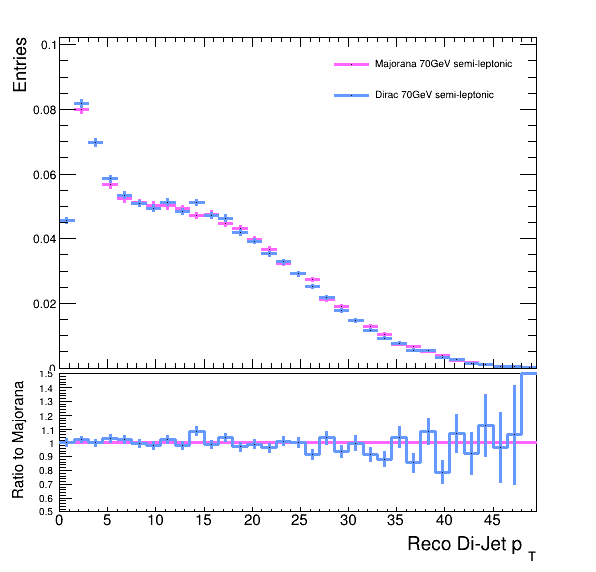 Entries
0.1
0.08
0.06
0.04
0.02
0
Majorana 70GeV semi-leptonic
Dirac 70GeV semi-leptonic
Ratio to Majorana
1.5
1.4
1.3
1.2
1.1
1
0.9
0.8
0.7
0.6
0.5
0 5 10 15 20 25 30 35 40 45
Reco Di-Jet p T